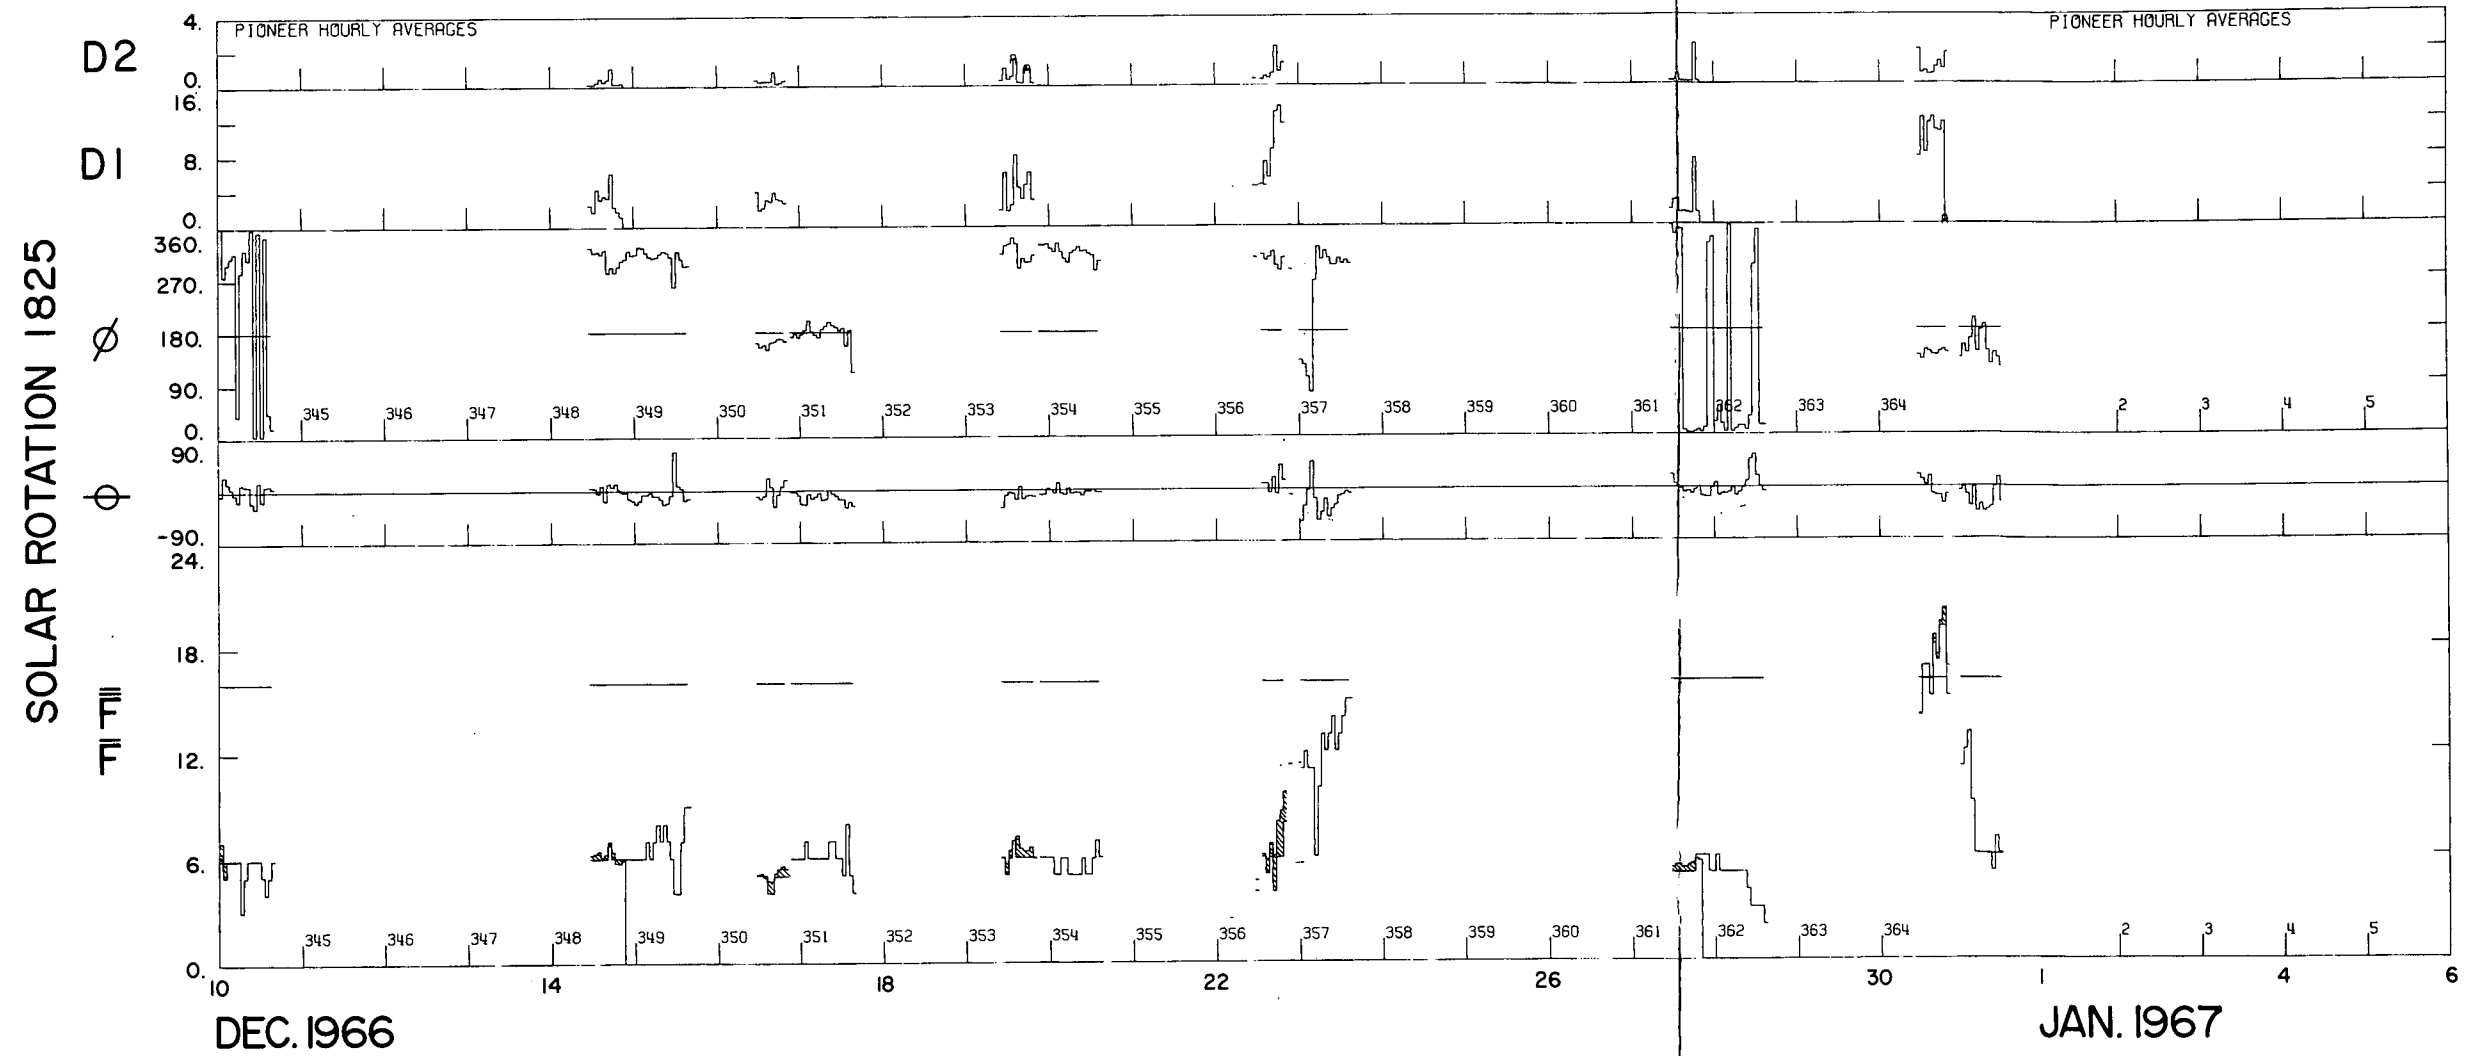 SOLAR ROTATION 1825
PIONEER HOURLY AVERAGES
PIONEER HOURLY AVERAGES
D2
4.
0.
D1
16.
8.
0.
Ø
360.
270.
180.
90.
0.
345 346 347 348 349 350 351 352 353 354 355 356 357 358 359 360 361 362 363 364 2 3 4 5
Θ
90.
-90.
F̿
F̅
24.
18.
12.
6.
0.
345 346 347 348 349 350 351 352 353 354 355 356 357 358 359 360 361 362 363 364 2 3 4 5
10 14 18 22 26 30 1 4 6
DEC. 1966
JAN. 1967